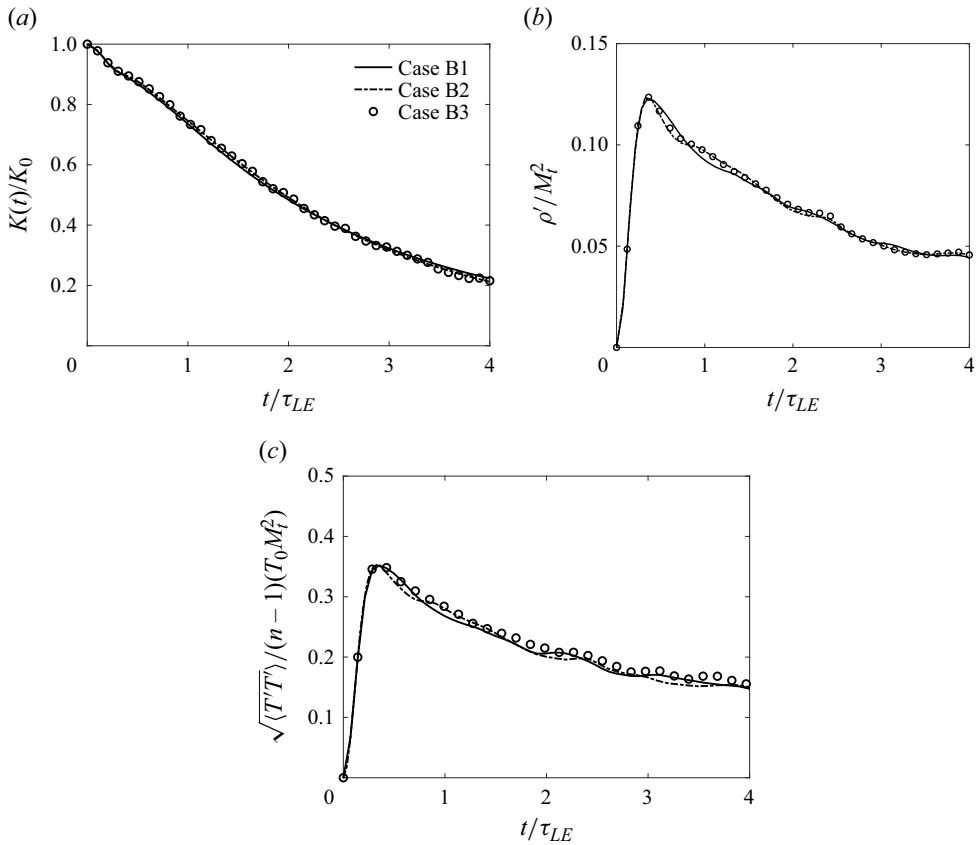 (a)
1.0
0.8
0.6
0.4
0.2
0
1
2
3
4
K(t)/K₀
t/τ_LE
Case B1
Case B2
Case B3
(b)
0.15
0.10
0.05
0
1
2
3
4
ρ′/M_t²
t/τ_LE
(c)
0.5
0.4
0.3
0.2
0.1
0
1
2
3
4
√⟨T′T′⟩/(n − 1)(T₀M_t²)
t/τ_LE